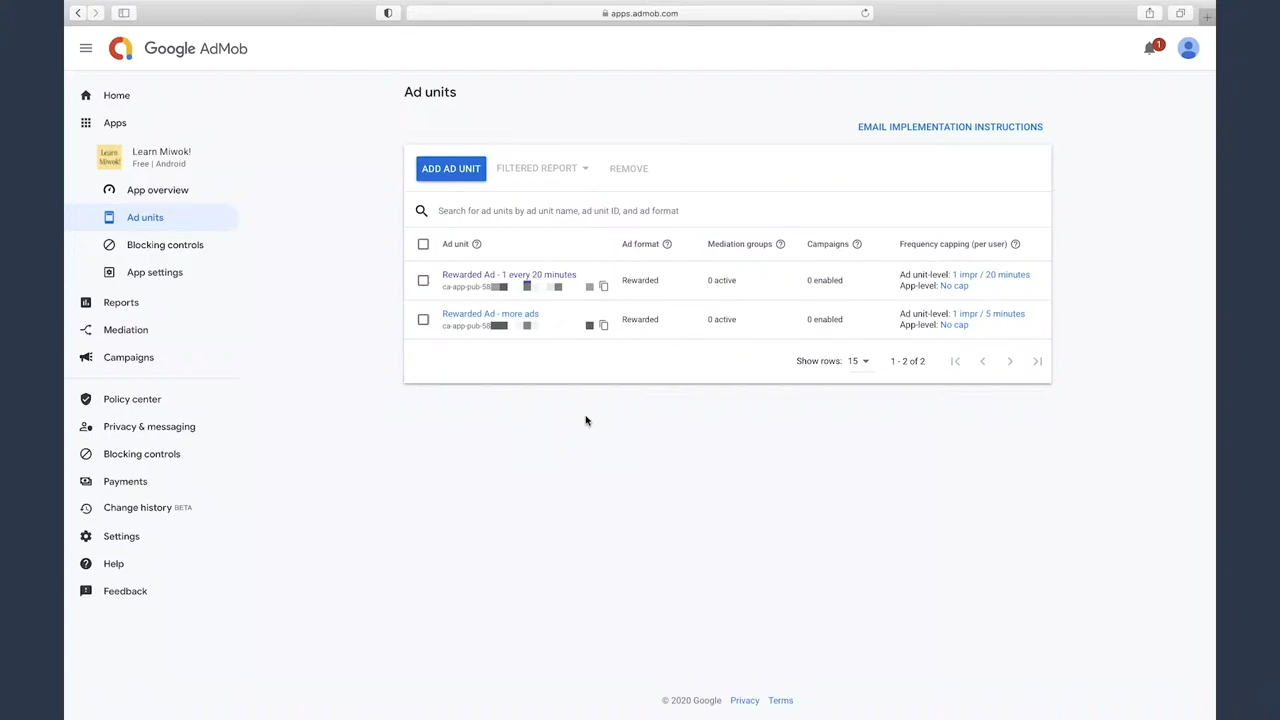 apps.admob.com
Google AdMob
1
Home
Apps
Learn Miwok!
Learn Miwok!
Free | Android
App overview
Ad units
Blocking controls
App settings
Reports
Mediation
Campaigns
Policy center
Privacy & messaging
Blocking controls
Payments
Change history BETA
Settings
Help
Feedback
Ad units
EMAIL IMPLEMENTATION INSTRUCTIONS
ADD AD UNIT FILTERED REPORT REMOVE
Search for ad units by ad unit name, ad unit ID, and ad format
Ad unit Ad format Mediation groups Campaigns Frequency capping (per user)
Rewarded Ad - 1 every 20 minutes
ca-app-pub-58
Rewarded 0 active 0 enabled
Ad unit-level: 1 impr / 20 minutes
App-level: No cap
Rewarded Ad - more ads
ca-app-pub-58
Rewarded 0 active 0 enabled
Ad unit-level: 1 impr / 5 minutes
App-level: No cap
Show rows: 15 1 - 2 of 2
© 2020 Google Privacy Terms